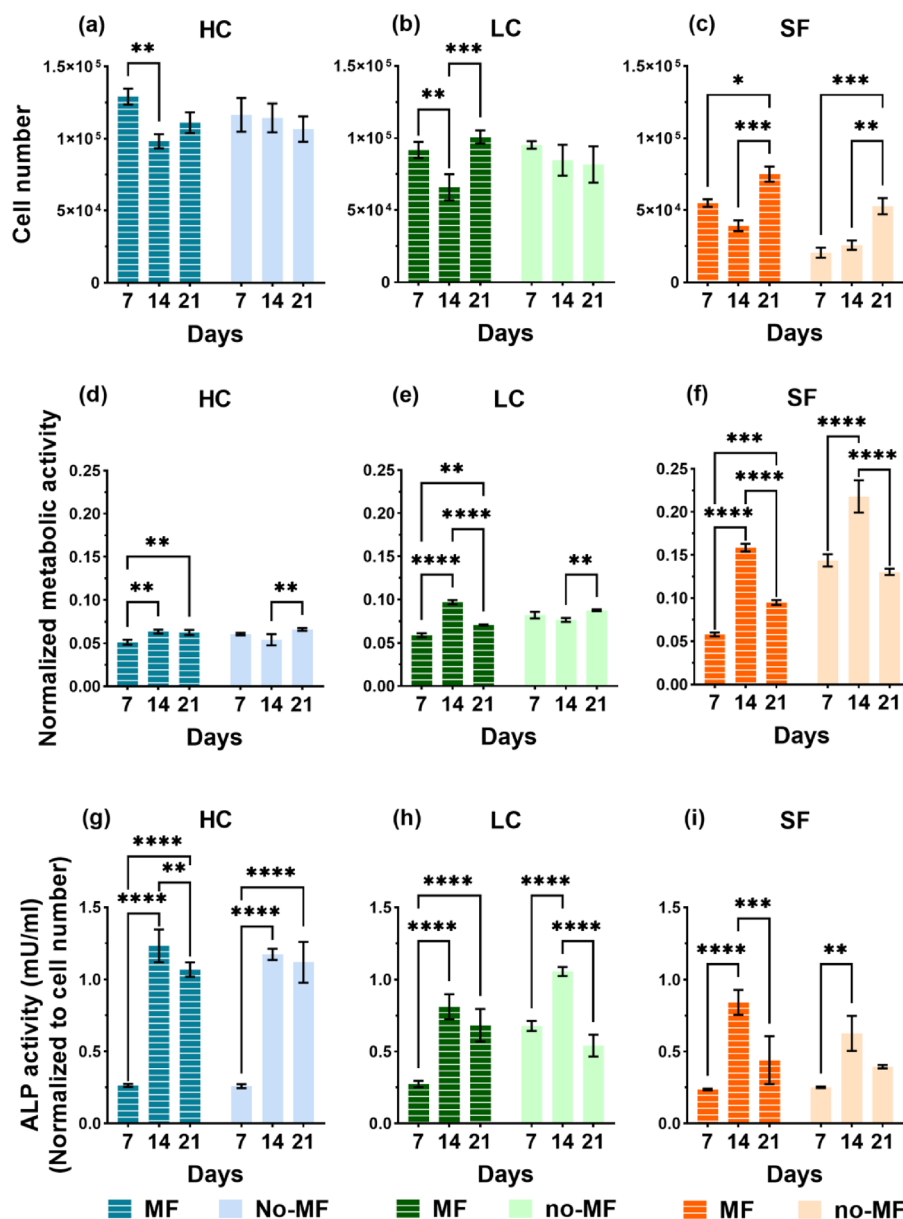 (a) HC (b) LC (c) SF
** ** *** * *** *** **
Cell number
1.5×10⁵ 1.5×10⁵ 1.5×10⁵
1×10⁵ 1×10⁵ 1×10⁵
5×10⁴ 5×10⁴ 5×10⁴
0 0 0
7 14 21 7 14 21 7 14 21 7 14 21 7 14 21 7 14 21
Days Days Days
(d) HC (e) LC (f) SF
** ** ** ** **** **** ** *** **** **** **** ****
Normalized metabolic activity
0.25 0.25 0.25
0.20 0.20 0.20
0.15 0.15 0.15
0.10 0.10 0.10
0.05 0.05 0.05
0.00 0.00 0.00
7 14 21 7 14 21 7 14 21 7 14 21 7 14 21 7 14 21
Days Days Days
(g) HC (h) LC (i) SF
**** ** **** **** **** **** **** **** **** *** **** **
ALP activity (mU/ml)
(Normalized to cell number)
1.5 1.5 1.5
1.0 1.0 1.0
0.5 0.5 0.5
0.0 0.0 0.0
7 14 21 7 14 21 7 14 21 7 14 21 7 14 21 7 14 21
Days Days Days
MF No-MF MF no-MF MF no-MF